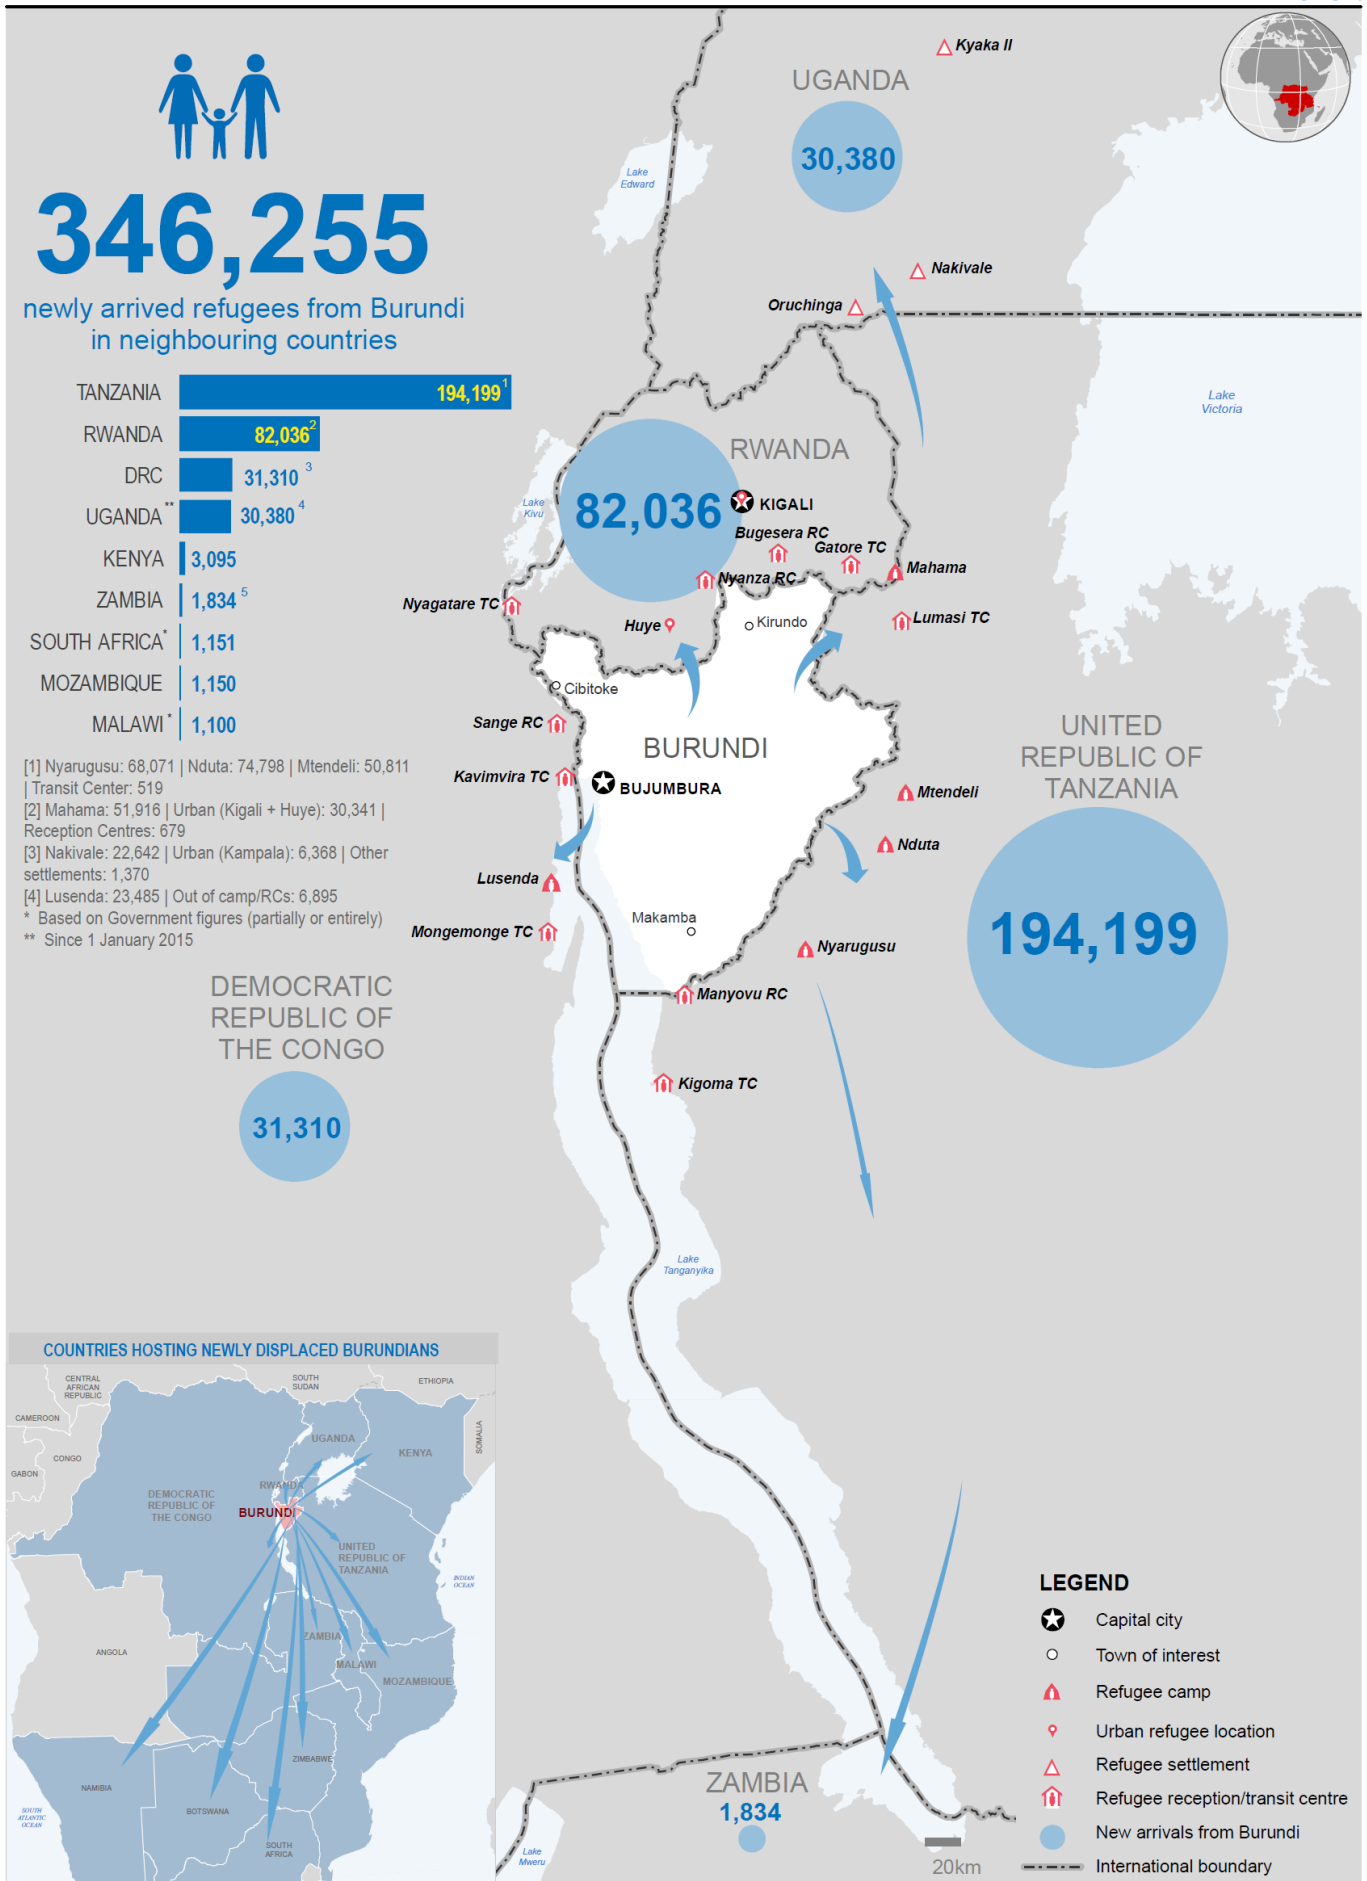 346,255
newly arrived refugees from Burundi
in neighbouring countries
TANZANIA 194,199 1
RWANDA 82,036 2
DRC 31,310 3
UGANDA ** 30,380 4
KENYA 3,095
ZAMBIA 1,834 5
SOUTH AFRICA * 1,151
MOZAMBIQUE 1,150
MALAWI * 1,100
[1] Nyarugusu: 68,071 | Nduta: 74,798 | Mtendeli: 50,811
| Transit Center: 519
[2] Mahama: 51,916 | Urban (Kigali + Huye): 30,341 |
Reception Centres: 679
[3] Nakivale: 22,642 | Urban (Kampala): 6,368 | Other
settlements: 1,370
[4] Lusenda: 23,485 | Out of camp/RCs: 6,895
* Based on Government figures (partially or entirely)
** Since 1 January 2015
Kyaka II
UGANDA
30,380
Lake
Edward
Nakivale
Oruchinga
Lake
Victoria
RWANDA
82,036
KIGALI
Lake
Kivu
Bugesera RC
Gatore TC
Mahama
Nyanza RC
Nyagatare TC
Lumasi TC
Huye
Kirundo
Cibitoke
Sange RC
BURUNDI
UNITED
REPUBLIC OF
TANZANIA
194,199
Kavimvira TC
BUJUMBURA
Mtendeli
Nduta
Lusenda
Makamba
Mongemonge TC
Nyarugusu
Manyovu RC
DEMOCRATIC
REPUBLIC OF
THE CONGO
31,310
Kigoma TC
Lake
Tanganyika
COUNTRIES HOSTING NEWLY DISPLACED BURUNDIANS
CENTRAL
AFRICAN
REPUBLIC
SOUTH
SUDAN
ETHIOPIA
CAMEROON
UGANDA
SOMALIA
KENYA
CONGO
GABON
RWANDA
DEMOCRATIC
REPUBLIC OF
THE CONGO
BURUNDI
UNITED
REPUBLIC OF
TANZANIA
INDIAN
OCEAN
ZAMBIA
ANGOLA
MALAWI
MOZAMBIQUE
ZIMBABWE
NAMIBIA
BOTSWANA
SOUTH
ATLANTIC
OCEAN
SOUTH
AFRICA
ZAMBIA
1,834
Lake
Mweru
20km
LEGEND
Capital city
Town of interest
Refugee camp
Urban refugee location
Refugee settlement
Refugee reception/transit centre
New arrivals from Burundi
International boundary